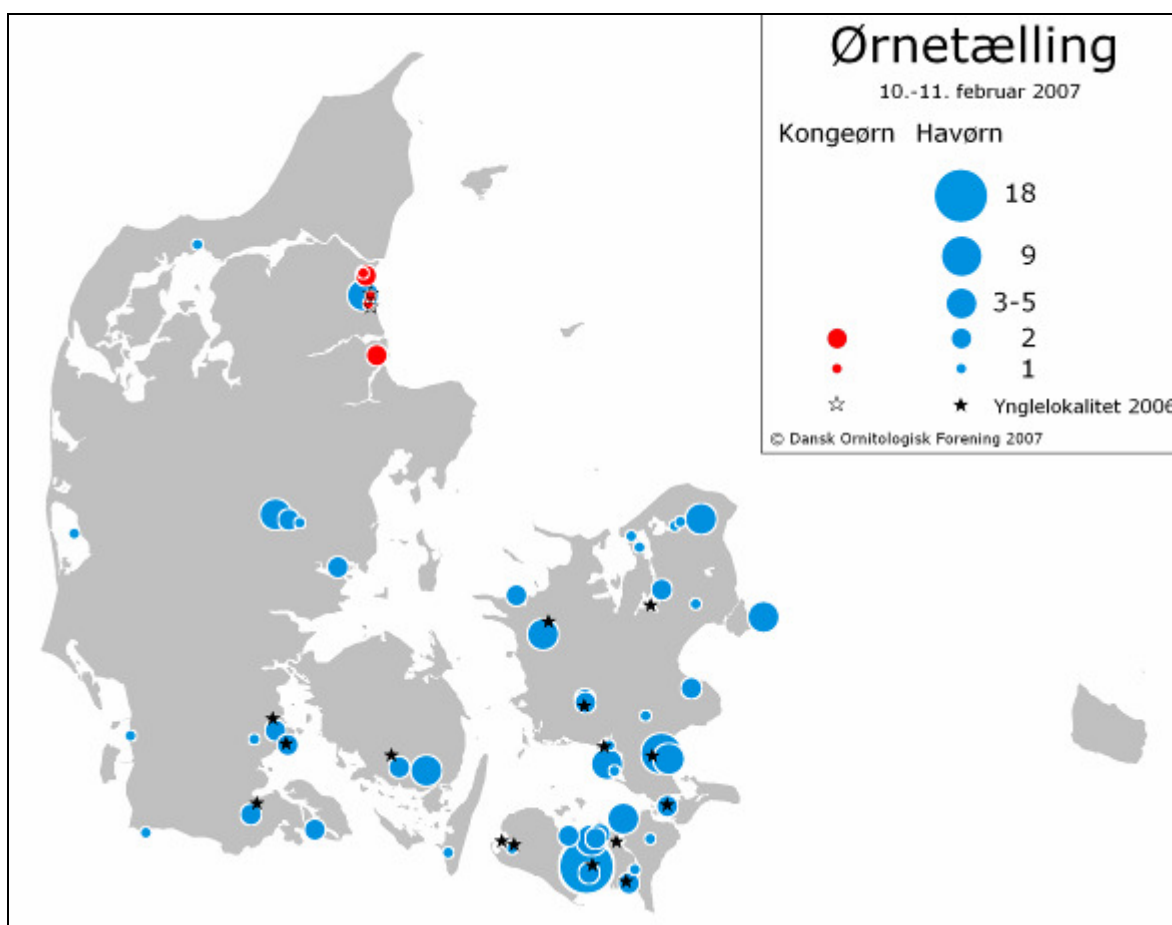 Ørnetælling
10.-11. februar 2007
Kongeørn Havørn
18
9
3-5
2
1
Ynglelokalitet 2006
© Dansk Ornitologisk Forening 2007